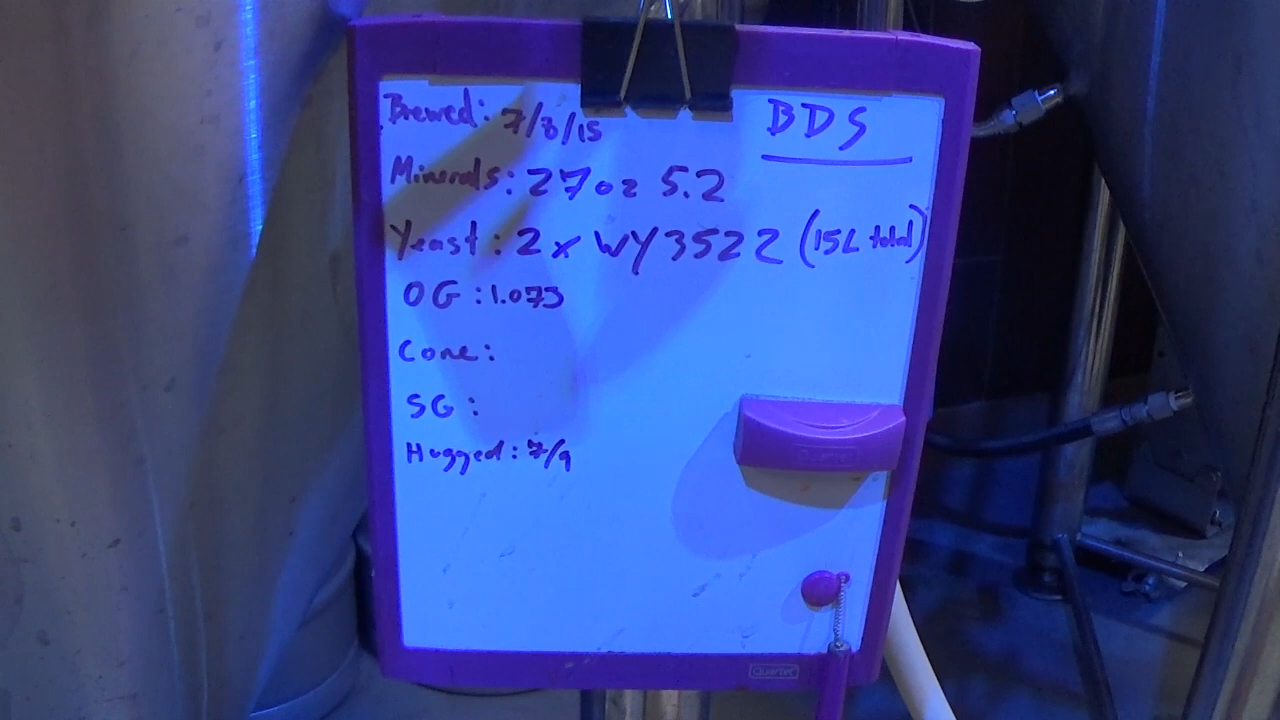 BDS
Brewed: 7/8/15
Minerals: 27oz 5.2
Yeast: 2x WY3522 (15L total)
OG: 1.073
Cone:
SG:
Hugged: 7/9
Quartet